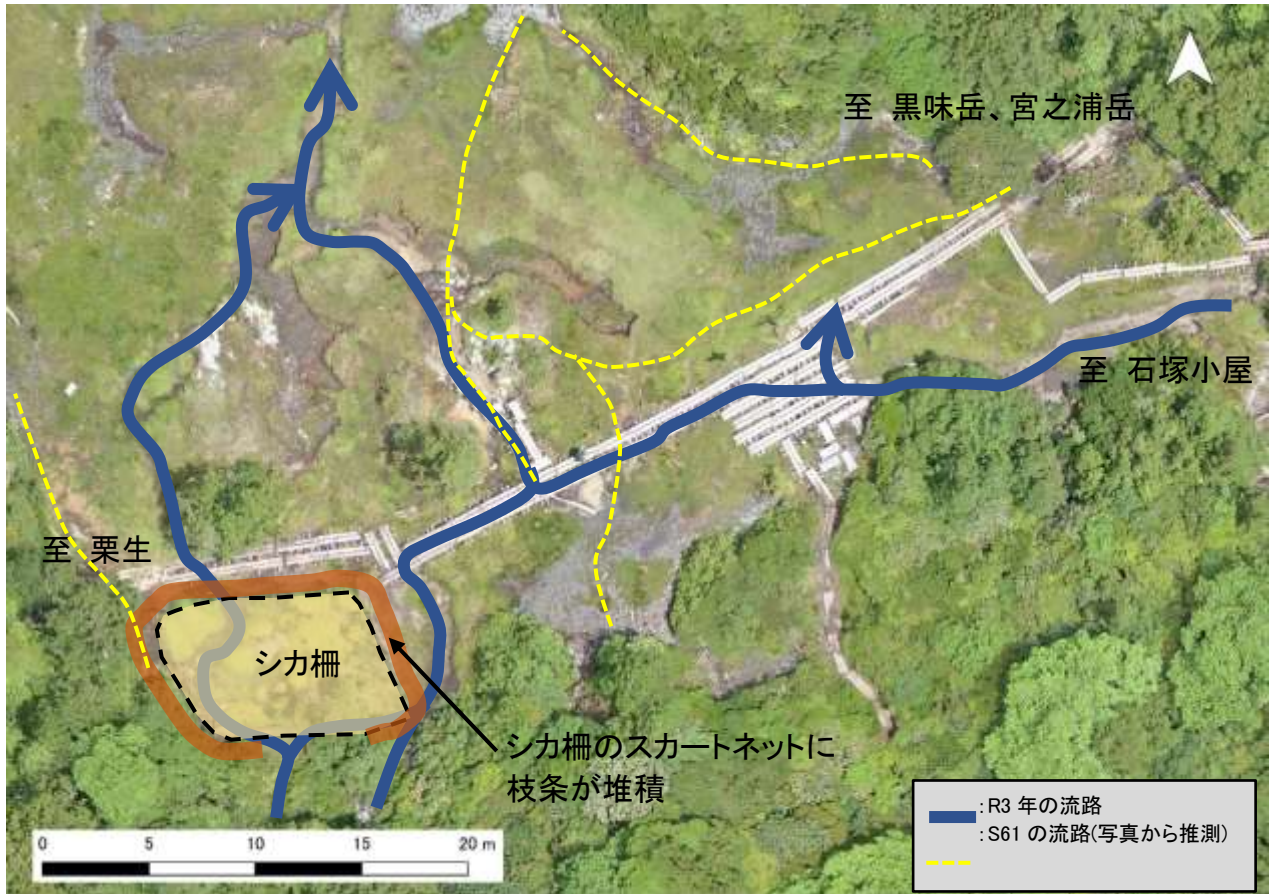 至 黒味岳、宮之浦岳
至 石塚小屋
至 栗生
シカ柵
シカ柵のスカートネットに
枝条が堆積
:R3 年の流路
:S61 の流路(写真から推測)
0 5 10 15 20 m